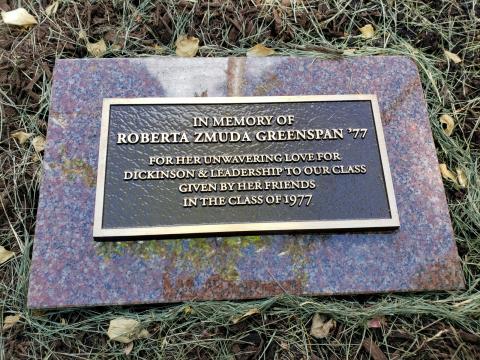 IN MEMORY OF
ROBERTA ZMUDA GREENSPAN '77
FOR HER UNWAVERING LOVE FOR
DICKINSON & LEADERSHIP TO OUR CLASS
GIVEN BY HER FRIENDS
IN THE CLASS OF 1977